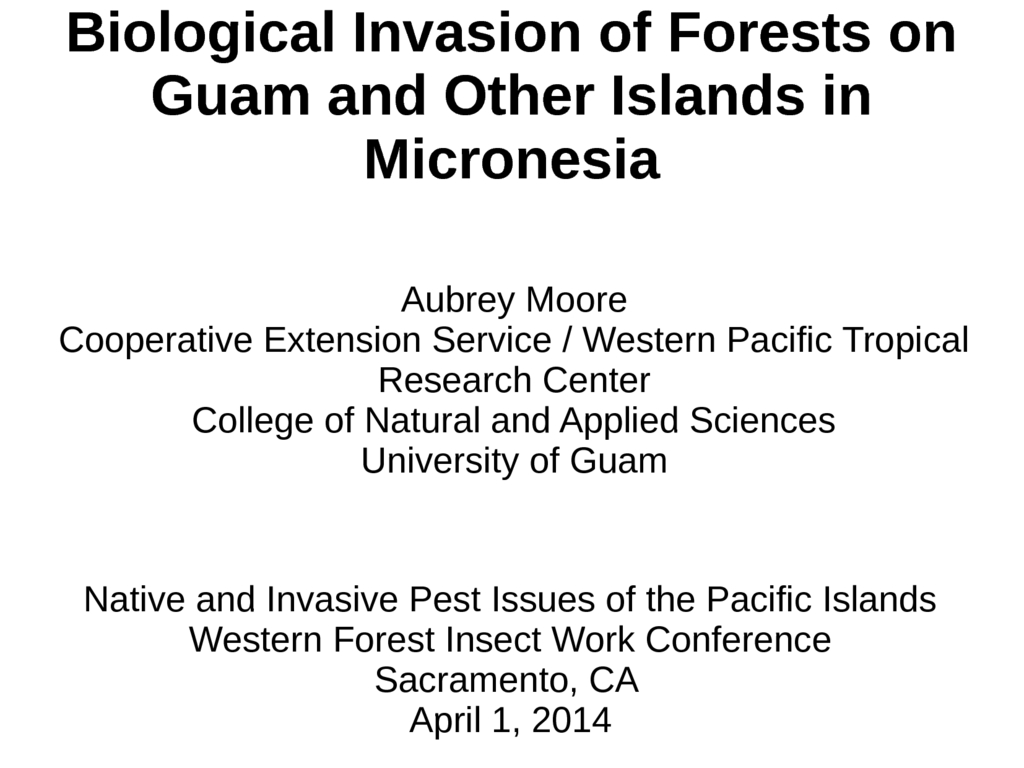 Biological Invasion of Forests on
Guam and Other Islands in
Micronesia
Aubrey Moore
Cooperative Extension Service / Western Pacific Tropical
Research Center
College of Natural and Applied Sciences
University of Guam
Native and Invasive Pest Issues of the Pacific Islands
Western Forest Insect Work Conference
Sacramento, CA
April 1, 2014